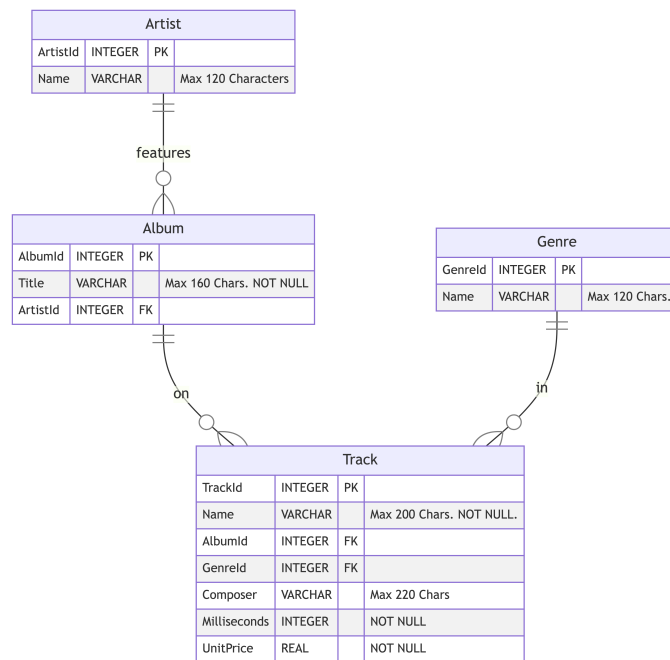 Artist
ArtistId INTEGER PK
Name VARCHAR Max 120 Characters
features
Album
AlbumId INTEGER PK
Title VARCHAR Max 160 Chars. NOT NULL
ArtistId INTEGER FK
Genre
GenreId INTEGER PK
Name VARCHAR Max 120 Chars.
on
in
Track
TrackId INTEGER PK
Name VARCHAR Max 200 Chars. NOT NULL.
AlbumId INTEGER FK
GenreId INTEGER FK
Composer VARCHAR Max 220 Chars
Milliseconds INTEGER NOT NULL
UnitPrice REAL NOT NULL